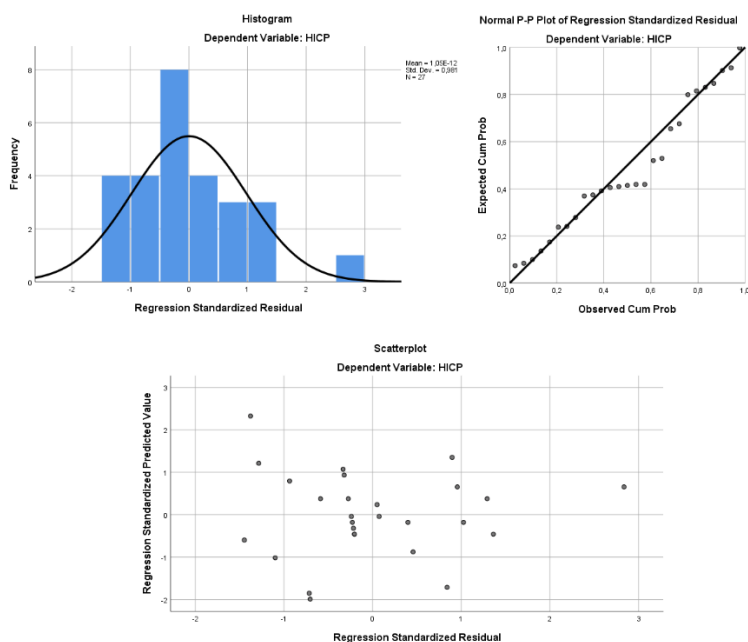 Histogram
Dependent Variable: HICP
Mean = 1,05E-12
Std. Dev. = 0,981
N = 27
Frequency
8
6
4
2
0
-2
-1
0
1
2
3
Regression Standardized Residual
Normal P-P Plot of Regression Standardized Residual
Dependent Variable: HICP
Expected Cum Prob
1,0
0,8
0,6
0,4
0,2
0,0
0,0
0,2
0,4
0,6
0,8
1,0
Observed Cum Prob
Scatterplot
Dependent Variable: HICP
Regression Standardized Predicted Value
3
2
1
0
-1
-2
-2
-1
0
1
2
3
Regression Standardized Residual